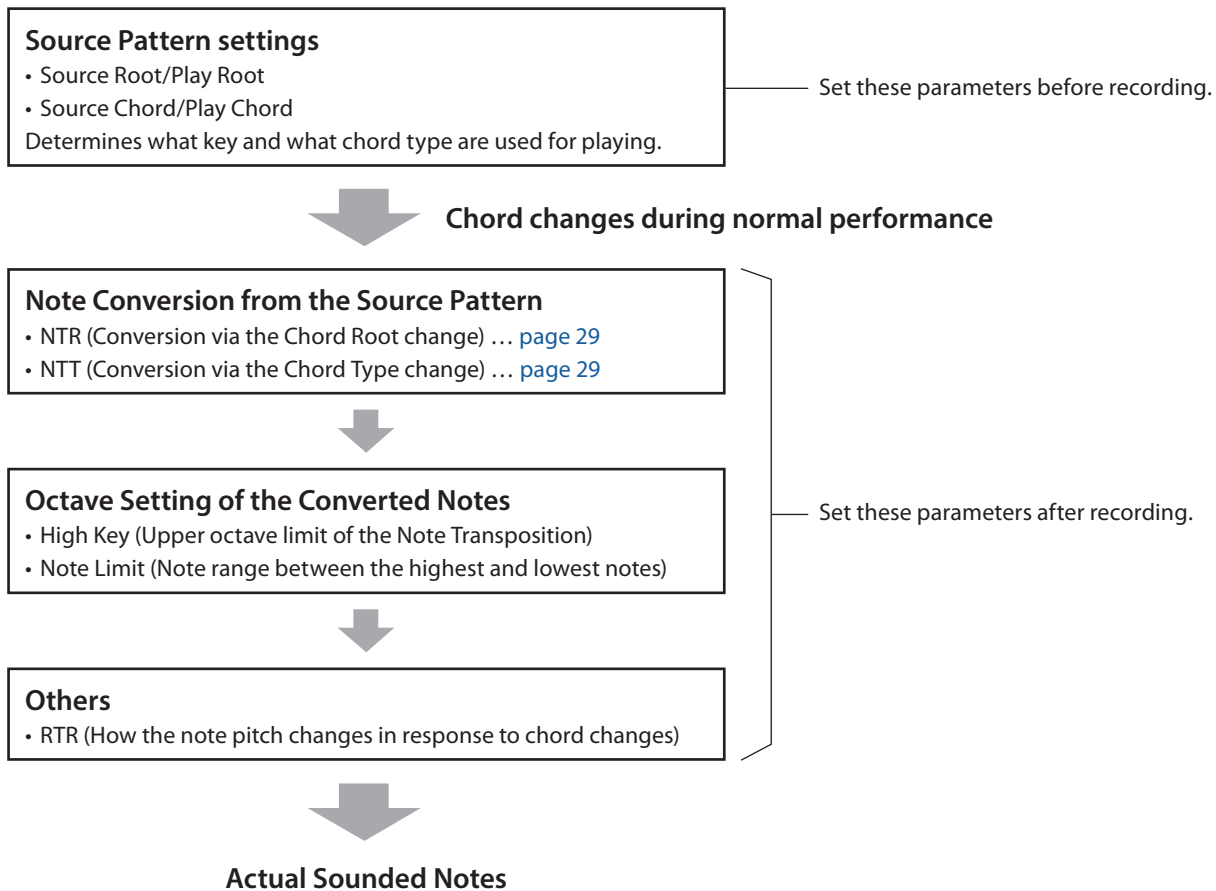 Source Pattern settings
• Source Root/Play Root
• Source Chord/Play Chord
Determines what key and what chord type are used for playing.
Set these parameters before recording.
Chord changes during normal performance
Note Conversion from the Source Pattern
• NTR (Conversion via the Chord Root change) … page 29
• NTT (Conversion via the Chord Type change) … page 29
Octave Setting of the Converted Notes
• High Key (Upper octave limit of the Note Transposition)
• Note Limit (Note range between the highest and lowest notes)
Set these parameters after recording.
Others
• RTR (How the note pitch changes in response to chord changes)
Actual Sounded Notes